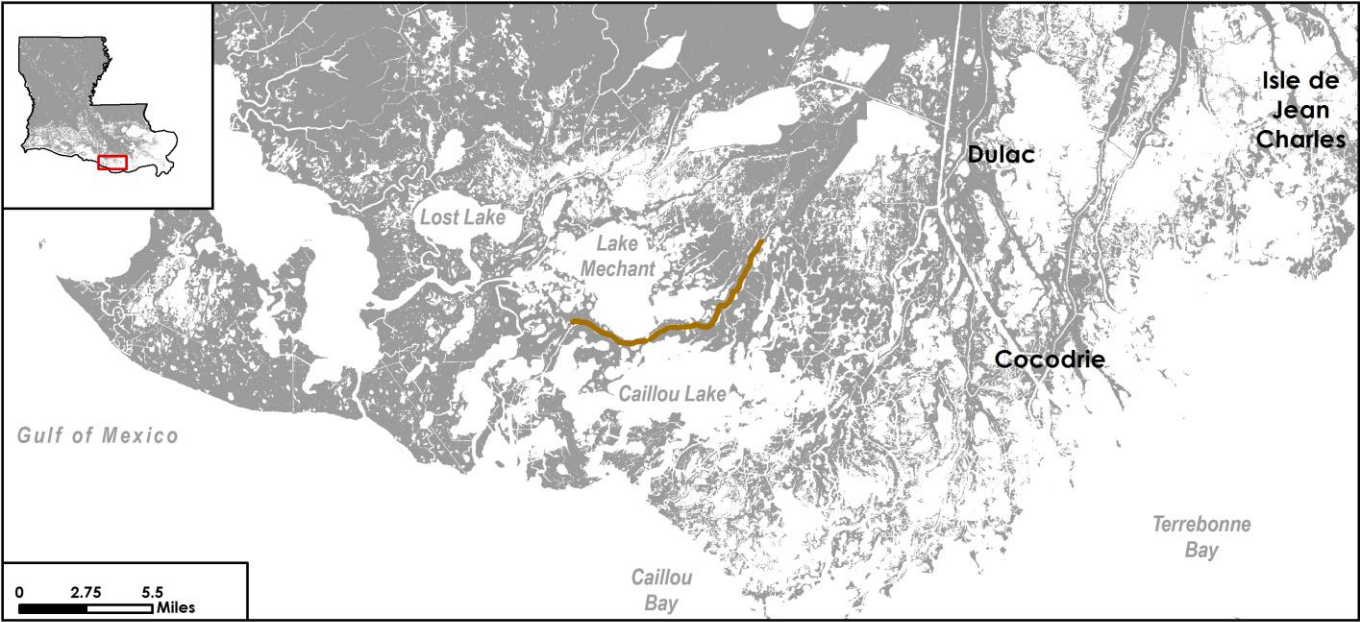 Isle de
Jean
Charles
Dulac
Lost Lake
Lake
Mechant
Cocodrie
Caillou Lake
Gulf of Mexico
Terrebonne
Bay
Caillou
Bay
0 2.75 5.5
Miles